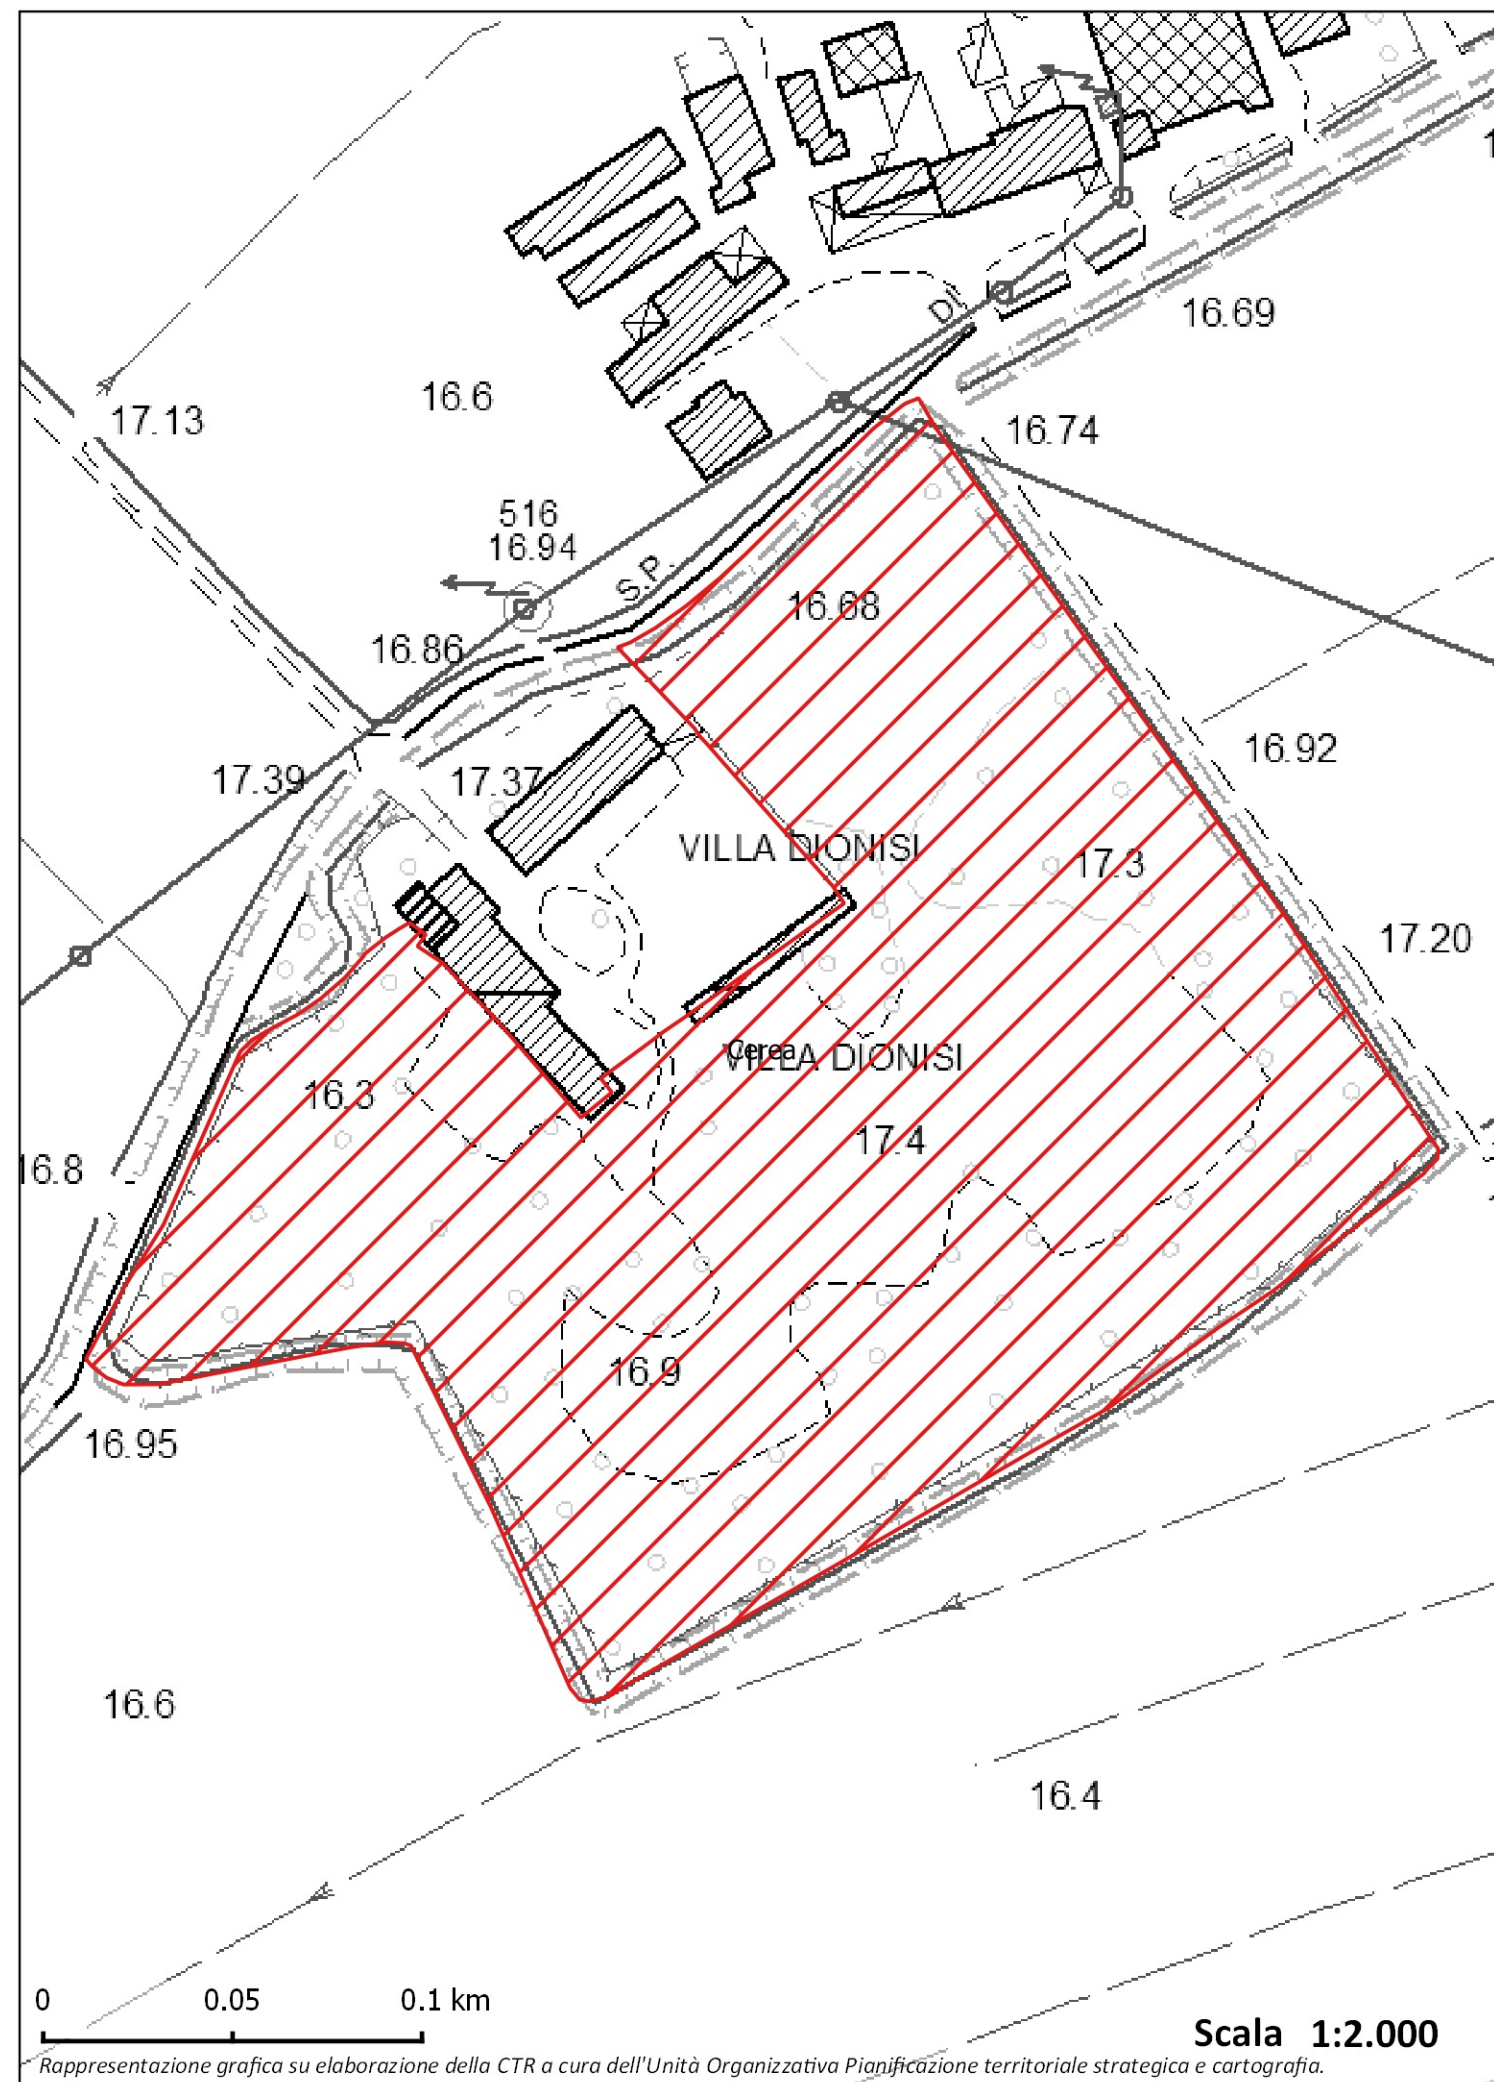 16.69
DI
16.6
17.13
16.74
516
16.94
S.P.
16.68
16.86
16.92
17.39
17.37
VILLA DIONISI
17.3
17.20
Cerea
VILLA DIONISI
16.3
17.4
16.8
16.9
16.95
16.6
16.4
0 0.05 0.1 km
Scala 1:2.000
Rappresentazione grafica su elaborazione della CTR a cura dell'Unità Organizzativa Pianificazione territoriale strategica e cartografia.